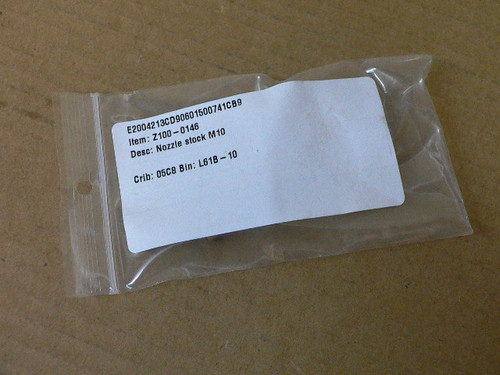 E2004213CD90601500741CB9
Item: Z100-0146
Desc: Nozzle stock M10
Crib: 05C8 Bin: L61B-10